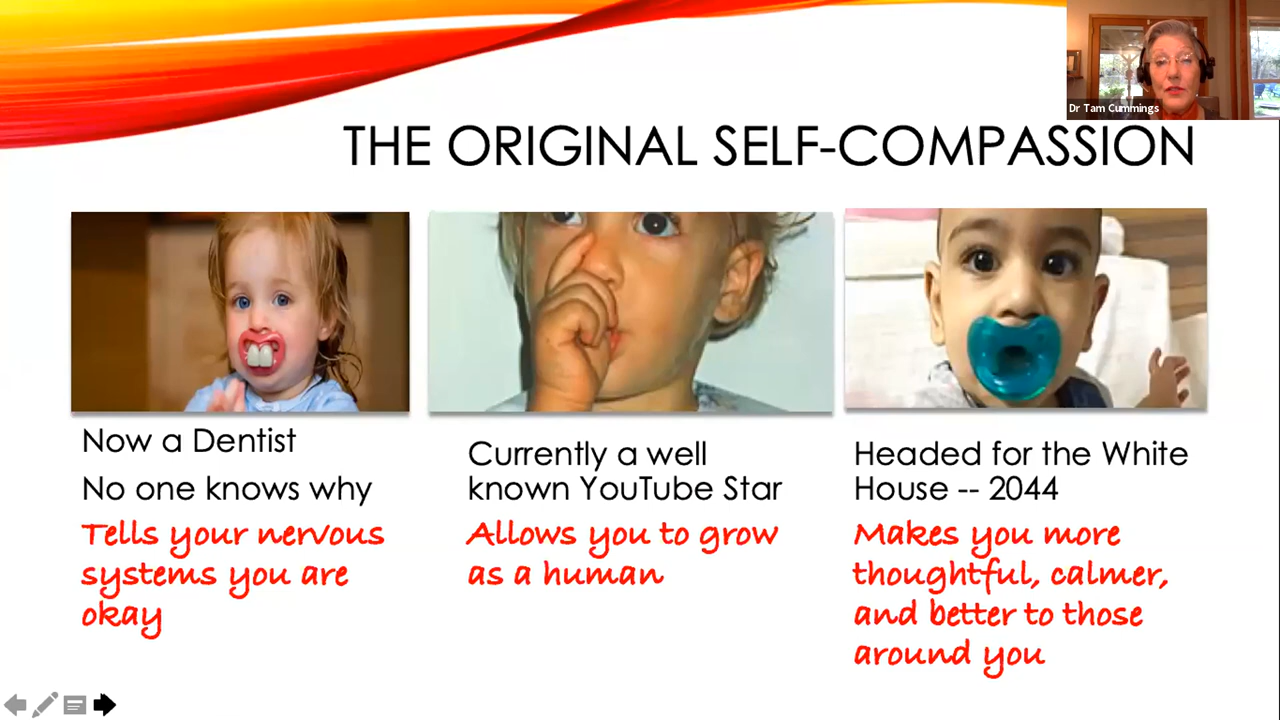 Dr Tam Cummings
THE ORIGINAL SELF-COMPASSION
Now a Dentist
No one knows why
Tells your nervous
systems you are
okay
Currently a well
known YouTube Star
Allows you to grow
as a human
Headed for the White
House -- 2044
Makes you more
thoughtful, calmer,
and better to those
around you